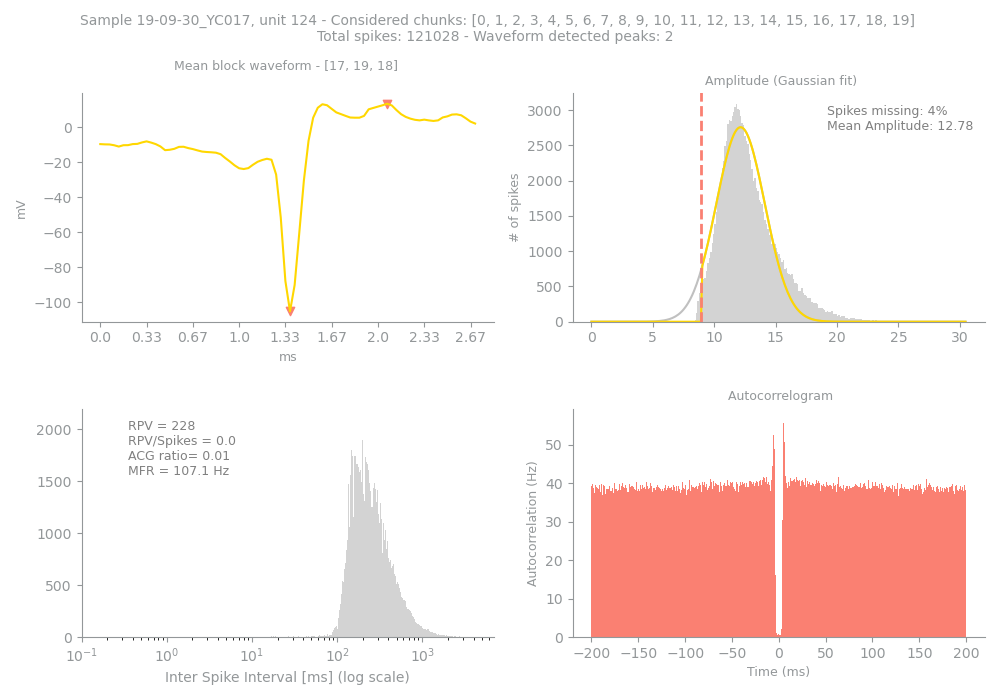 Sample 19-09-30_YC017, unit 124 - Considered chunks: [0, 1, 2, 3, 4, 5, 6, 7, 8, 9, 10, 11, 12, 13, 14, 15, 16, 17, 18, 19]
Total spikes: 121028 - Waveform detected peaks: 2
Mean block waveform - [17, 19, 18]
mV
0
−20
−40
−60
−80
−100
0.0 0.33 0.67 1.0 1.33 1.67 2.0 2.33 2.67
ms
Amplitude (Gaussian fit)
Spikes missing: 4%
Mean Amplitude: 12.78
# of spikes
3000
2500
2000
1500
1000
500
0
0 5 10 15 20 25 30
RPV = 228
RPV/Spikes = 0.0
ACG ratio= 0.01
MFR = 107.1 Hz
2000
1500
1000
500
0
10⁻¹ 10⁰ 10¹ 10² 10³
Inter Spike Interval [ms] (log scale)
Autocorrelogram
Autocorrelation (Hz)
50
40
30
20
10
0
−200 −150 −100 −50 0 50 100 150 200
Time (ms)